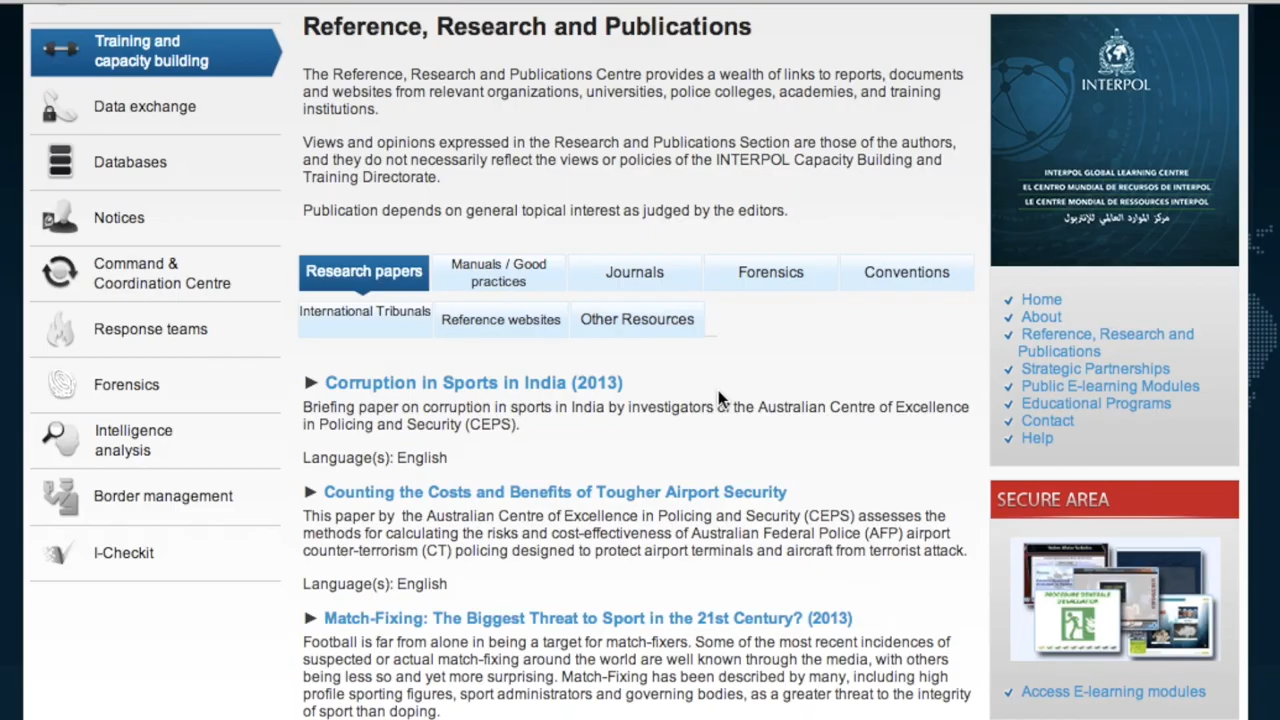 Training and
capacity building
Data exchange
Databases
Notices
Command &
Coordination Centre
Response teams
Forensics
Intelligence
analysis
Border management
I-Checkit
Reference, Research and Publications
The Reference, Research and Publications Centre provides a wealth of links to reports, documents
and websites from relevant organizations, universities, police colleges, academies, and training
institutions.
Views and opinions expressed in the Research and Publications Section are those of the authors,
and they do not necessarily reflect the views or policies of the INTERPOL Capacity Building and
Training Directorate.
Publication depends on general topical interest as judged by the editors.
Research papers
Manuals / Good
practices
Journals
Forensics
Conventions
International Tribunals
Reference websites
Other Resources
Corruption in Sports in India (2013)
Briefing paper on corruption in sports in India by investigators of the Australian Centre of Excellence
in Policing and Security (CEPS).
Language(s): English
Counting the Costs and Benefits of Tougher Airport Security
This paper by the Australian Centre of Excellence in Policing and Security (CEPS) assesses the
methods for calculating the risks and cost-effectiveness of Australian Federal Police (AFP) airport
counter-terrorism (CT) policing designed to protect airport terminals and aircraft from terrorist attack.
Language(s): English
Match-Fixing: The Biggest Threat to Sport in the 21st Century? (2013)
Football is far from alone in being a target for match-fixers. Some of the most recent incidences of
suspected or actual match-fixing around the world are well known through the media, with others
being less so and yet more surprising. Match-Fixing has been described by many, including high
profile sporting figures, sport administrators and governing bodies, as a greater threat to the integrity
of sport than doping.
INTERPOL
INTERPOL GLOBAL LEARNING CENTRE
EL CENTRO MUNDIAL DE RECURSOS DE INTERPOL
LE CENTRE MONDIAL DE RESSOURCES INTERPOL
مركز الموارد العالمي للإنتربول
Home
About
Reference, Research and
Publications
Strategic Partnerships
Public E-learning Modules
Educational Programs
Contact
Help
SECURE AREA
Access E-learning modules